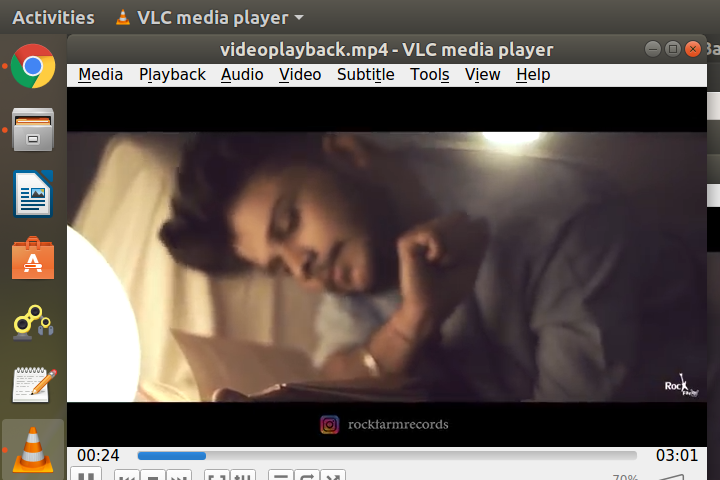 Activities VLC media player
videoplayback.mp4 - VLC media player
Media Playback Audio Video Subtitle Tools View Help
Rock
rockfarmrecords
00:24 03:01
70%